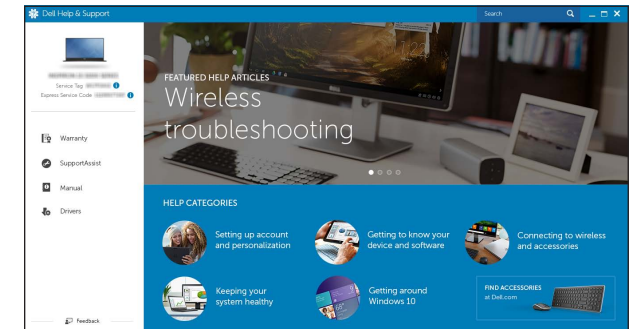 Dell Help & Support
Search
Service Tag
Express Service Code
Warranty
SupportAssist
Manual
Drivers
Feedback
FEATURED HELP ARTICLES
Wireless
troubleshooting
HELP CATEGORIES
Setting up account
and personalization
Getting to know your
device and software
Connecting to wireless
and accessories
Keeping your
system healthy
Getting around
Windows 10
FIND ACCESSORIES
at Dell.com